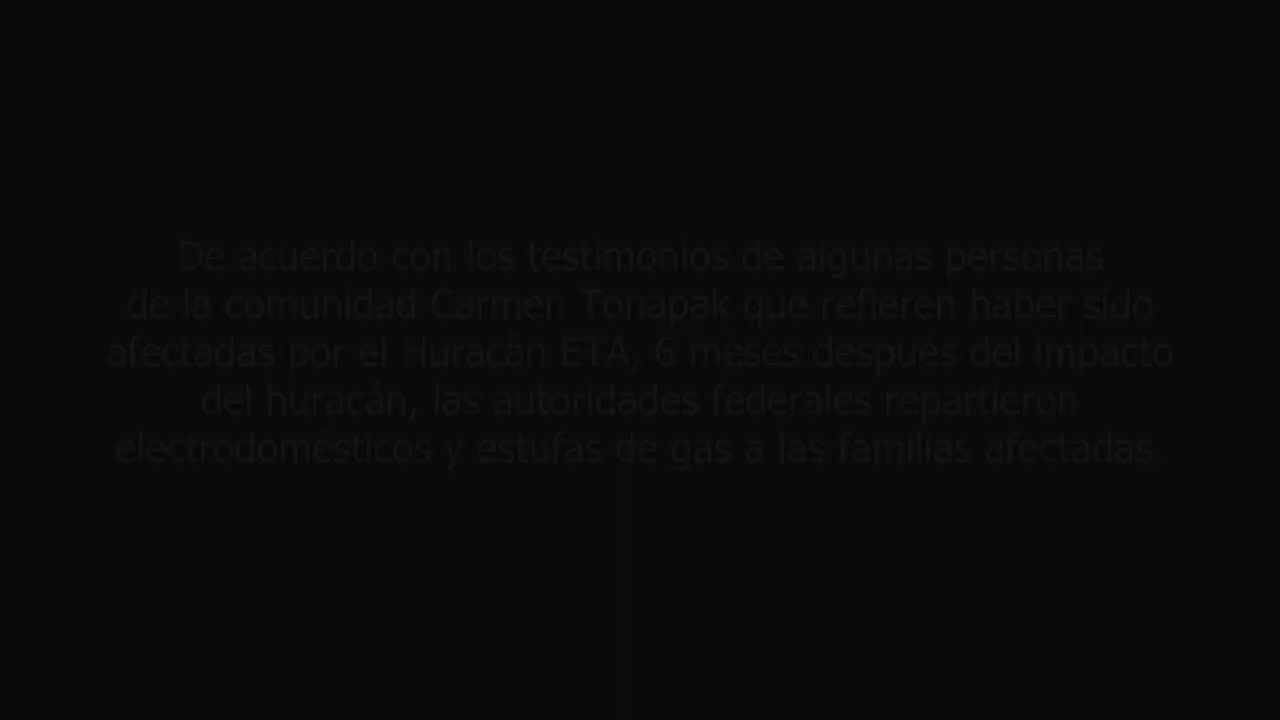 De acuerdo con los testimonios de algunas personas
de la comunidad Carmen Tonapak que refieren haber sido
afectadas por el Huracán ETA, 6 meses después del impacto
del huracán, las autoridades federales repartieron
electrodomésticos y estufas de gas a las familias afectadas.